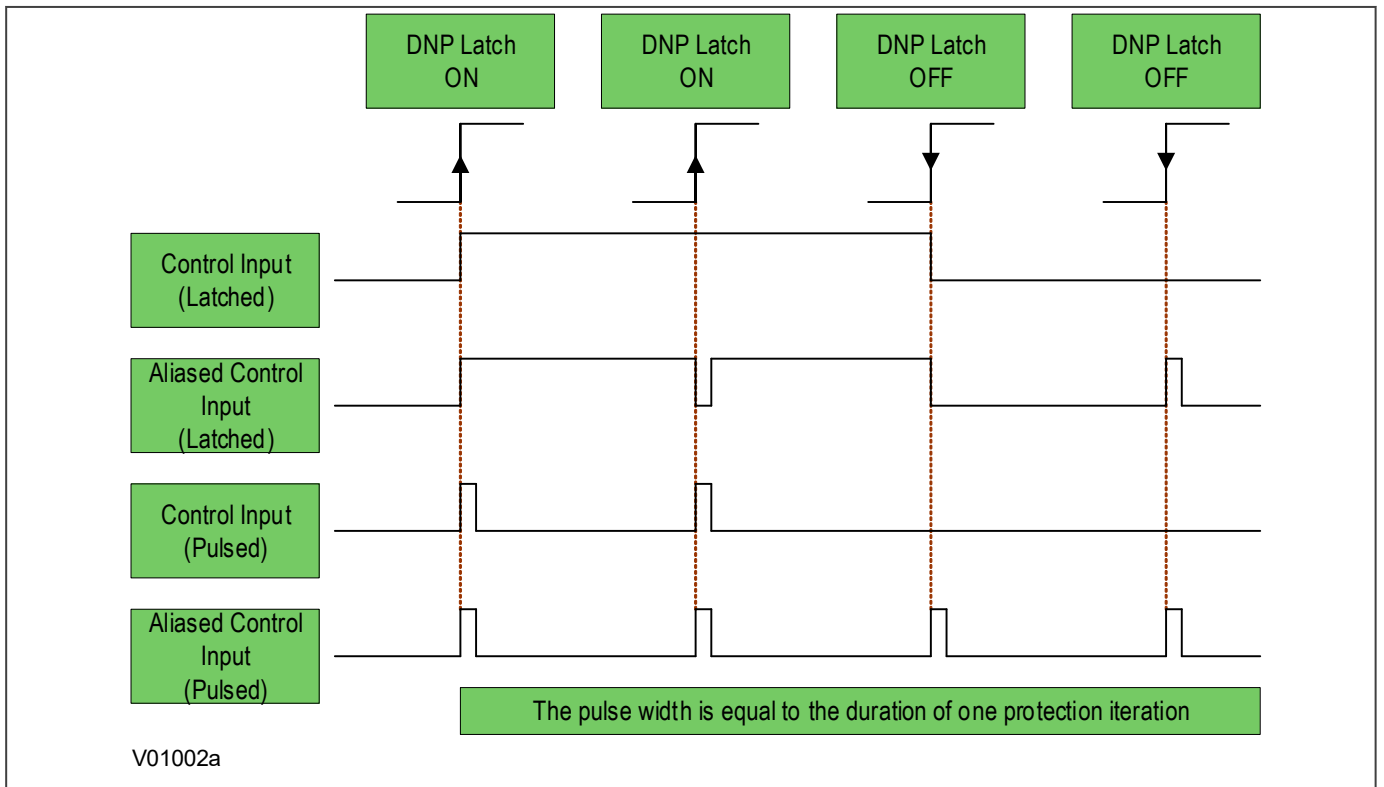 DNP Latch
ON
DNP Latch
ON
DNP Latch
OFF
DNP Latch
OFF
Control Input
(Latched)
Aliased Control
Input
(Latched)
Control Input
(Pulsed)
Aliased Control
Input
(Pulsed)
The pulse width is equal to the duration of one protection iteration
V01002a